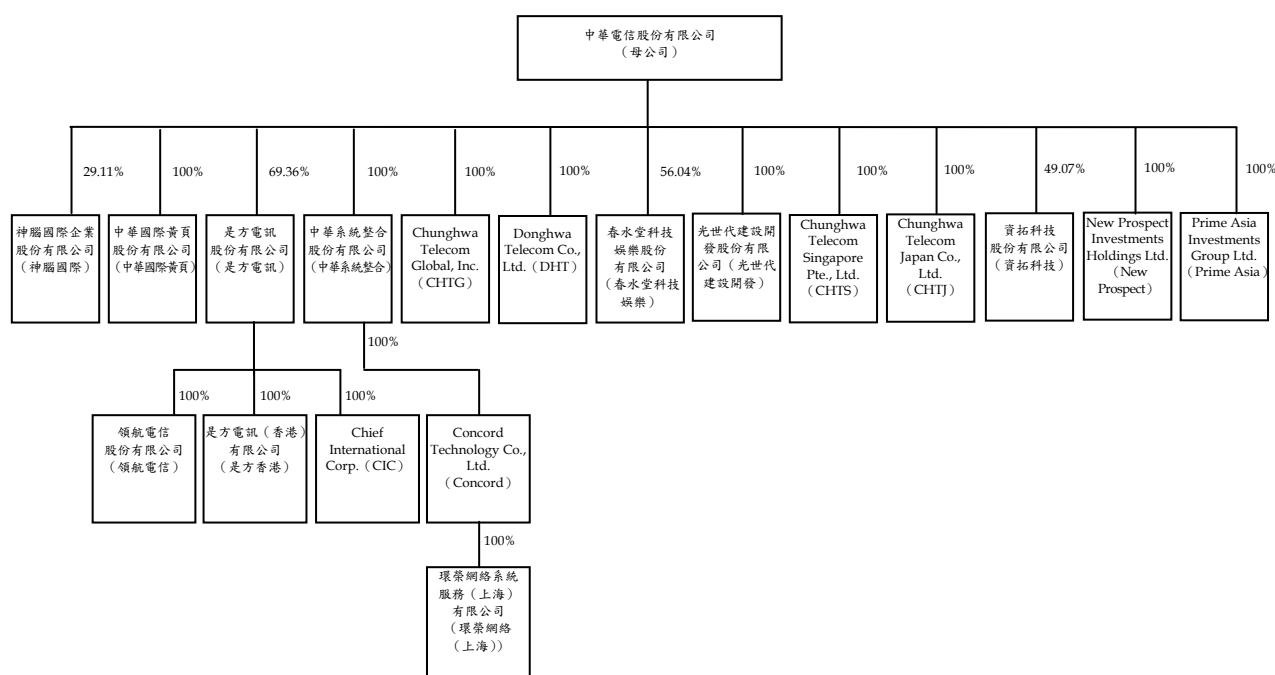 中華電信股份有限公司
（母公司）
29.11%
100%
69.36%
100%
100%
100%
56.04%
100%
100%
100%
49.07%
100%
100%
神腦國際企業
股份有限公司
（神腦國際）
中華國際黃頁
股份有限公司
（中華國際黃頁）
是方電訊
股份有限公司
（是方電訊）
中華系統整合
股份有限公司
（中華系統整合）
Chunghwa
Telecom
Global, Inc.
（CHTG）
Donghwa
Telecom Co.,
Ltd.（DHT）
春水堂科技
娛樂股份
有限公司
（春水堂科技
娛樂）
光世代建設開
發股份有限
公司（光世代
建設開發）
Chunghwa
Telecom
Singapore
Pte., Ltd.
（CHTS）
Chunghwa
Telecom
Japan Co.,
Ltd.
（CHTJ）
資拓科技
股份有限公司
（資拓科技）
New Prospect
Investments
Holdings Ltd.
（New
Prospect）
Prime Asia
Investments
Group Ltd.
（Prime Asia）
100%
100%
100%
100%
領航電信
股份有限公司
（領航電信）
是方電訊（香港）
有限公司
（是方香港）
Chief
International
Corp.（CIC）
Concord
Technology Co.,
Ltd.
（Concord）
100%
環榮網絡系統
服務（上海）
有限公司
（環榮網絡
（上海））